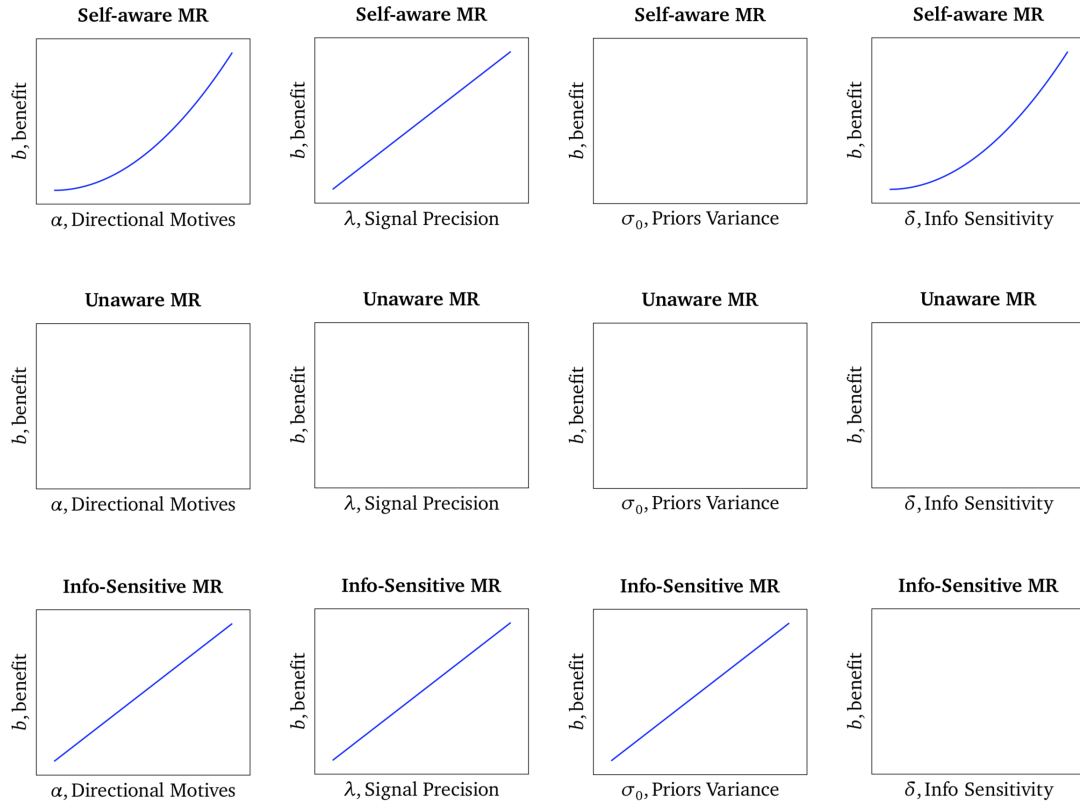 Self-aware MR
Self-aware MR
Self-aware MR
Self-aware MR
b, benefit
b, benefit
b, benefit
b, benefit
α, Directional Motives
λ, Signal Precision
σ₀, Priors Variance
δ, Info Sensitivity
Unaware MR
Unaware MR
Unaware MR
Unaware MR
b, benefit
b, benefit
b, benefit
b, benefit
α, Directional Motives
λ, Signal Precision
σ₀, Priors Variance
δ, Info Sensitivity
Info-Sensitive MR
Info-Sensitive MR
Info-Sensitive MR
Info-Sensitive MR
b, benefit
b, benefit
b, benefit
b, benefit
α, Directional Motives
λ, Signal Precision
σ₀, Priors Variance
δ, Info Sensitivity